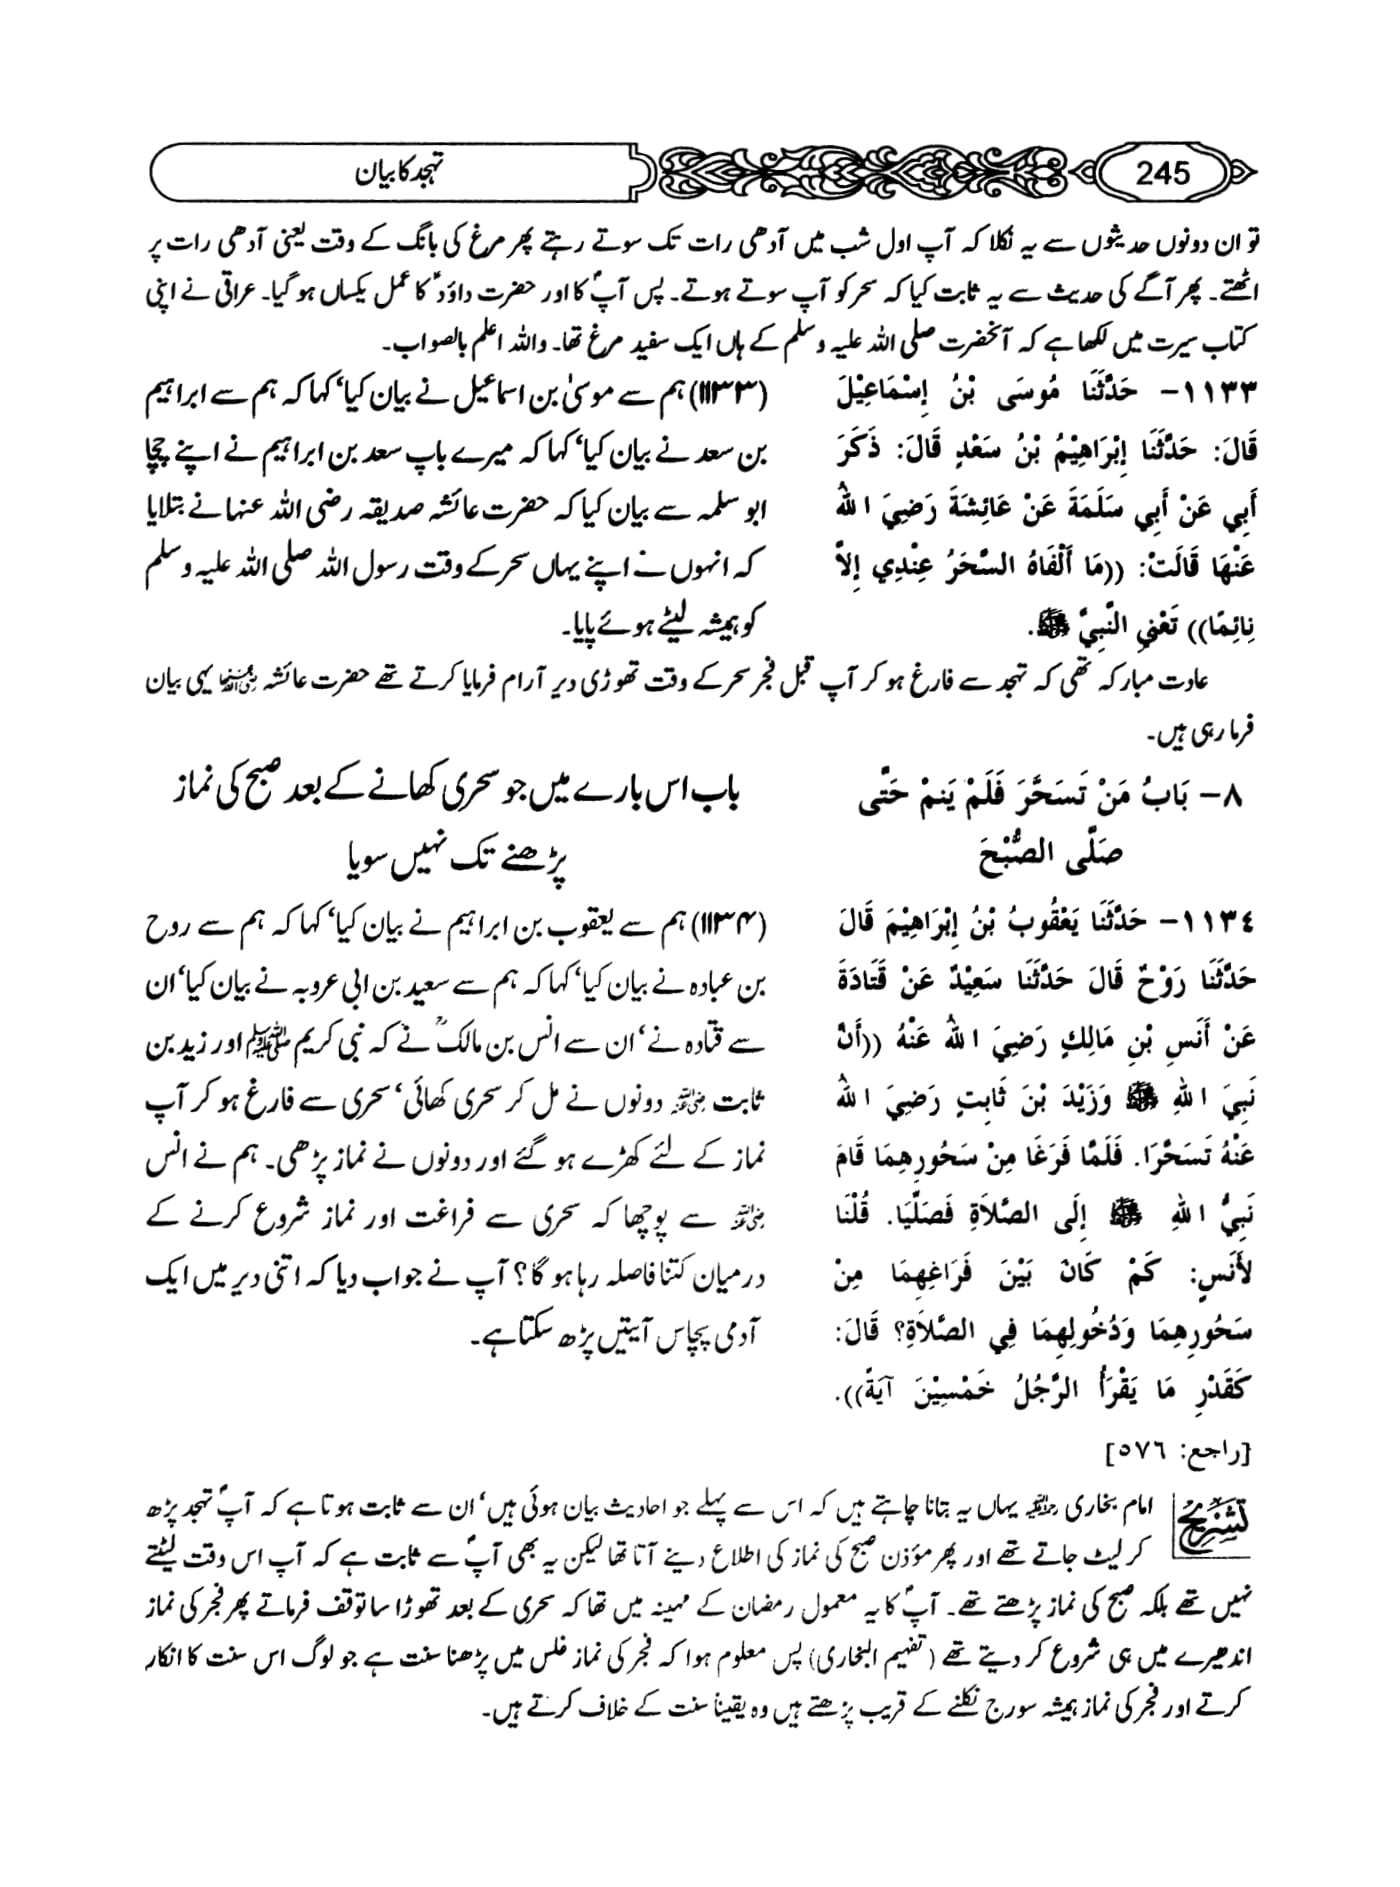 245
تہجد کا بیان
تو ان دونوں حدیثوں سے یہ نکلا کہ آپ اول شب میں آدھی رات تک سوتے رہتے پھر مرغ کی بانگ کے وقت یعنی آدھی رات پر
اٹھتے۔ پھر آگے کی حدیث سے یہ ثابت کیا کہ سحر کو آپ سوتے ہوتے۔ پس آپؐ کا اور حضرت داؤدؑ کا عمل یکساں ہو گیا۔ عراقی نے اپنی
کتاب سیرت میں لکھا ہے کہ آنحضرت صلی اللہ علیہ وسلم کے ہاں ایک سفید مرغ تھا۔ واللہ اعلم بالصواب۔
١١٣٣- حَدَّثَنَا مُوسَى بْنُ إِسْمَاعِيْلَ
قَالَ: حَدَّثَنَا إِبْرَاهِيْمُ بْنُ سَعْدٍ قَالَ: ذَكَرَ
أَبِي عَنْ أَبِي سَلَمَةَ عَنْ عَائِشَةَ رَضِيَ اللهُ
عَنْهَا قَالَتْ: ((مَا أَلْفَاهُ السَّحَرُ عِنْدِي إِلاَّ
نَائِمًا)) تَعْنِي النَّبِيَّ ﷺ.
(۱۱۳۳) ہم سے موسیٰ بن اسماعیل نے بیان کیا‘ کہا کہ ہم سے ابراہیم
بن سعد نے بیان کیا‘ کہا کہ میرے باپ سعد بن ابراہیم نے اپنے چچا
ابو سلمہ سے بیان کیا کہ حضرت عائشہ صدیقہ رضی اللہ عنہا نے بتلایا
کہ انہوں نے اپنے یہاں سحر کے وقت رسول اللہ صلی اللہ علیہ وسلم
کو ہمیشہ لیٹے ہوئے پایا۔
عادت مبارکہ تھی کہ تہجد سے فارغ ہو کر آپ قبل فجر سحر کے وقت تھوڑی دیر آرام فرمایا کرتے تھے حضرت عائشہ رضی اللہ عنہا یہی بیان
فرما رہی ہیں۔
٨- بَابُ مَنْ تَسَحَّرَ فَلَمْ يَنَمْ حَتَّى
صَلَّى الصُّبْحَ
باب اس بارے میں جو سحری کھانے کے بعد صبح کی نماز
پڑھنے تک نہیں سویا
١١٣٤- حَدَّثَنَا يَعْقُوبُ بْنُ إِبْرَاهِيْمَ قَالَ
حَدَّثَنَا رَوْحٌ قَالَ حَدَّثَنَا سَعِيْدٌ عَنْ قَتَادَةَ
عَنْ أَنَسِ بْنِ مَالِكٍ رَضِيَ اللهُ عَنْهُ ((أَنَّ
نَبِيَ اللهِ ﷺ وَزَيْدَ بْنَ ثَابِتٍ رَضِيَ اللهُ
عَنْهُ تَسَحَّرَا. فَلَمَّا فَرَغَا مِنْ سَحُورِهِمَا قَامَ
نَبِيُّ اللهِ ﷺ إِلَى الصَّلاَةِ فَصَلَّيَا. قُلْنَا
لأَنَسٍ: كَمْ كَانَ بَيْنَ فَرَاغِهِمَا مِنْ
سَحُورِهِمَا وَدُخُولِهِمَا فِي الصَّلاَةِ؟ قَالَ:
كَقَدْرِ مَا يَقْرَأُ الرَّجُلُ خَمْسِيْنَ آيَةً)).
[راجع: ٥٧٦]
(۱۱۳۴) ہم سے یعقوب بن ابراہیم نے بیان کیا‘ کہا کہ ہم سے روح
بن عبادہ نے بیان کیا‘ کہا کہ ہم سے سعید بن ابی عروبہ نے بیان کیا‘ ان
سے قتادہ نے‘ ان سے انس بن مالکؓ نے کہ نبی کریم ﷺ اور زید بن
ثابت رضی اللہ عنہ دونوں نے مل کر سحری کھائی‘ سحری سے فارغ ہو کر آپ
نماز کے لئے کھڑے ہو گئے اور دونوں نے نماز پڑھی۔ ہم نے انس
رضی اللہ عنہ سے پوچھا کہ سحری سے فراغت اور نماز شروع کرنے کے
درمیان کتنا فاصلہ رہا ہو گا؟ آپ نے جواب دیا کہ اتنی دیر میں ایک
آدمی پچاس آیتیں پڑھ سکتا ہے۔
تشریح
امام بخاری رحمہ اللہ یہاں یہ بتانا چاہتے ہیں کہ اس سے پہلے جو احادیث بیان ہوئی ہیں‘ ان سے ثابت ہوتا ہے کہ آپؐ تہجد پڑھ
کر لیٹ جاتے تھے اور پھر مؤذن صبح کی نماز کی اطلاع دینے آتا تھا لیکن یہ بھی آپؐ سے ثابت ہے کہ آپ اس وقت لیٹتے
نہیں تھے بلکہ صبح کی نماز پڑھتے تھے۔ آپؐ کا یہ معمول رمضان کے مہینہ میں تھا کہ سحری کے بعد تھوڑا سا توقف فرماتے پھر فجر کی نماز
اندھیرے میں ہی شروع کر دیتے تھے (تفہیم البخاری) پس معلوم ہوا کہ فجر کی نماز غلس میں پڑھنا سنت ہے جو لوگ اس سنت کا انکار
کرتے اور فجر کی نماز ہمیشہ سورج نکلنے کے قریب پڑھتے ہیں وہ یقیناً سنت کے خلاف کرتے ہیں۔